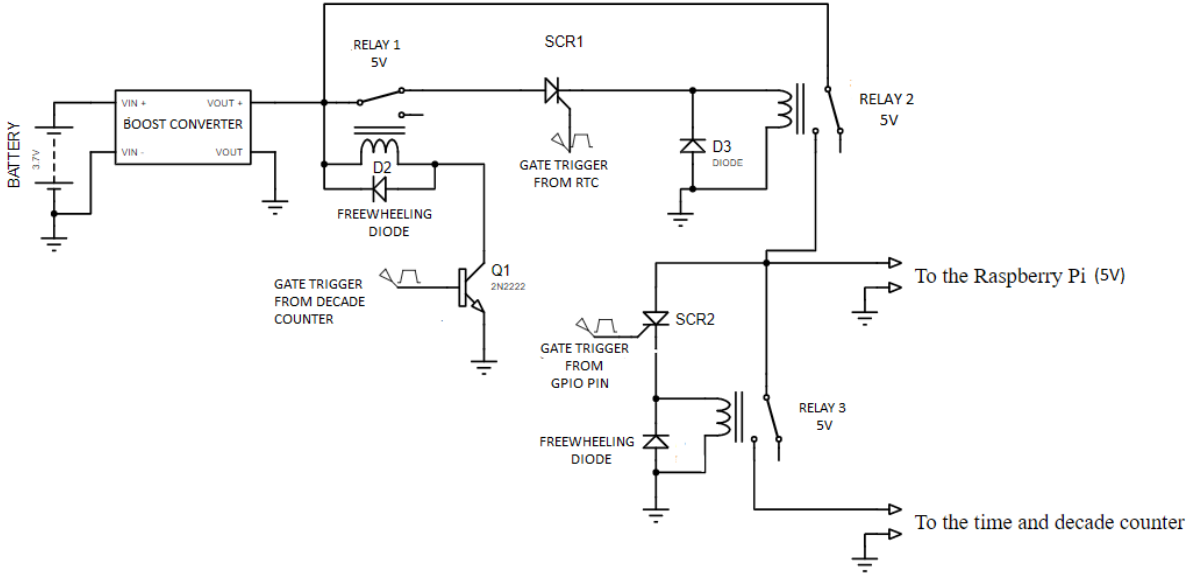 SCR1
RELAY 1
5V
RELAY 2
5V
VIN +
VOUT +
BOOST CONVERTER
VIN -
VOUT
BATTERY
3.7V
D2
FREEWHEELING
DIODE
GATE TRIGGER
FROM RTC
D3
DIODE
Q1
2N2222
GATE TRIGGER
FROM DECADE
COUNTER
To the Raspberry Pi (5V)
SCR2
GATE TRIGGER
FROM
GPIO PIN
RELAY 3
5V
FREEWHEELING
DIODE
To the time and decade counter